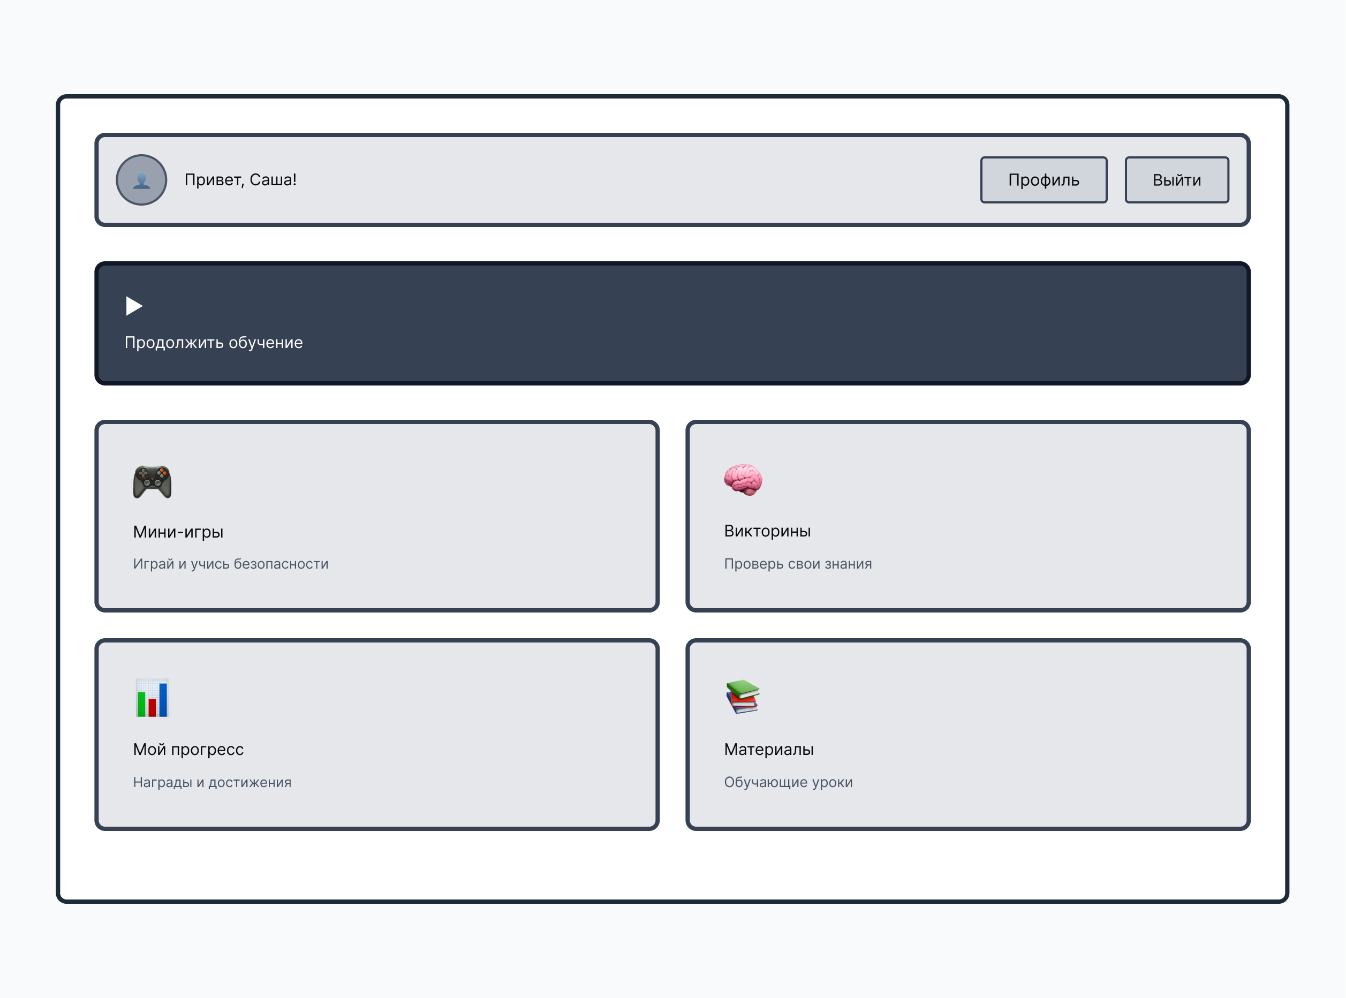 Привет, Саша!
Профиль
Выйти
Продолжить обучение
Мини-игры
Играй и учись безопасности
Викторины
Проверь свои знания
Мой прогресс
Награды и достижения
Материалы
Обучающие уроки